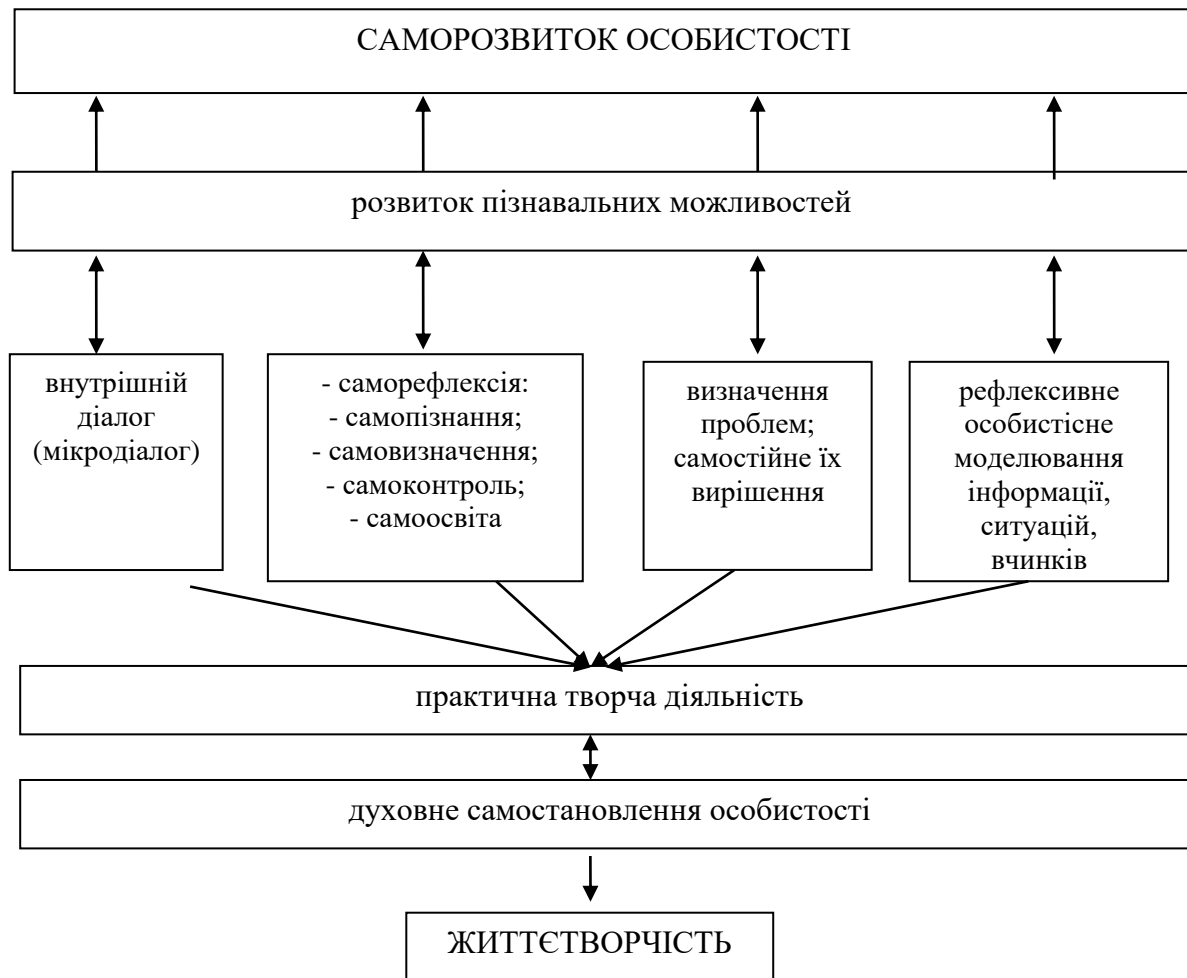 САМОРОЗВИТОК ОСОБИСТОСТІ
розвиток пізнавальних можливостей
внутрішній
діалог
(мікродіалог)
- саморефлексія:
- самопізнання;
- самовизначення;
- самоконтроль;
- самоосвіта
визначення
проблем;
самостійне їх
вирішення
рефлексивне
особистісне
моделювання
інформації,
ситуацій,
вчинків
практична творча діяльність
духовне самостановлення особистості
ЖИТТЄТВОРЧІСТЬ